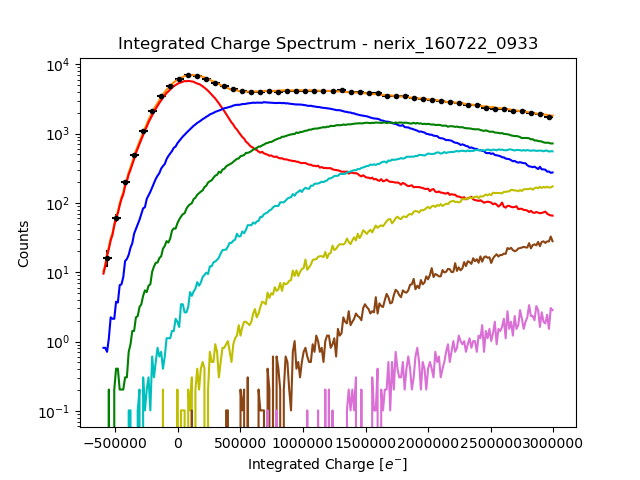 Integrated Charge Spectrum - nerix_160722_0933
10^4
10^3
10^2
10^1
10^0
10^−1
Counts
−500000 0 500000 1000000 1500000 2000000 2500000 3000000
Integrated Charge [e^−]